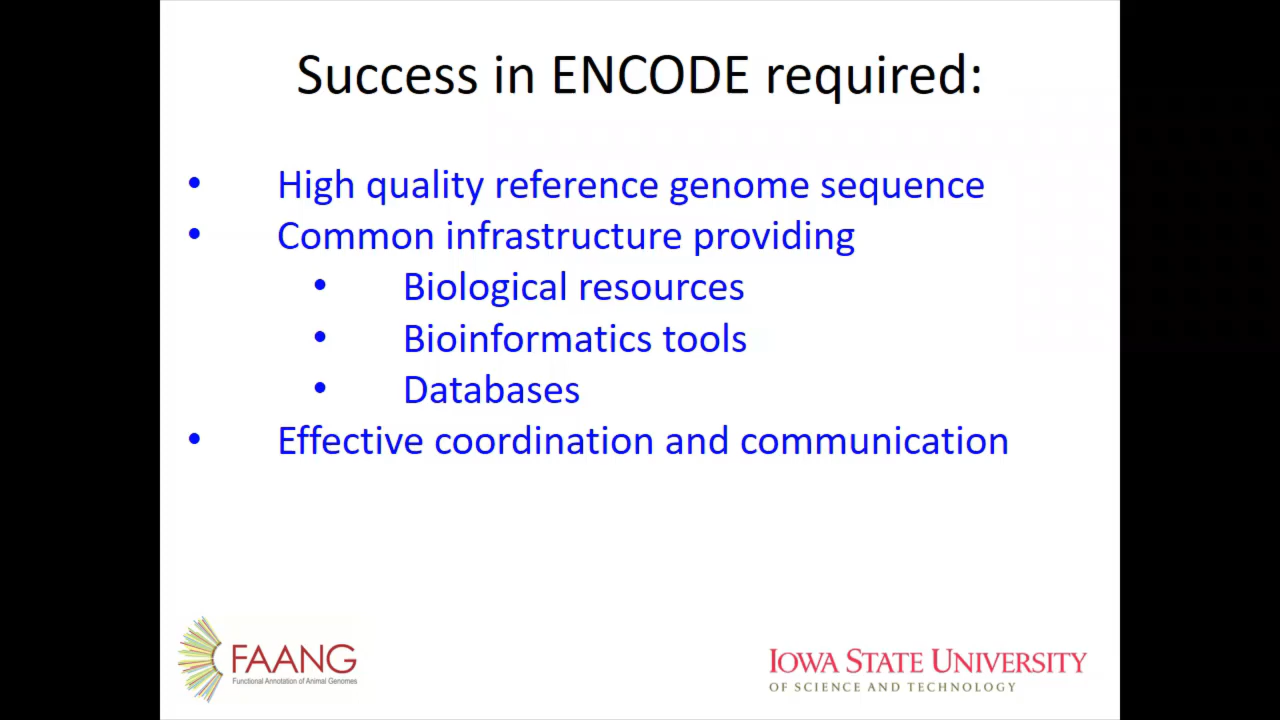 Success in ENCODE required:
• High quality reference genome sequence
• Common infrastructure providing
• Biological resources
• Bioinformatics tools
• Databases
• Effective coordination and communication
FAANG
Functional Annotation of Animal Genomes
IOWA STATE UNIVERSITY
OF SCIENCE AND TECHNOLOGY